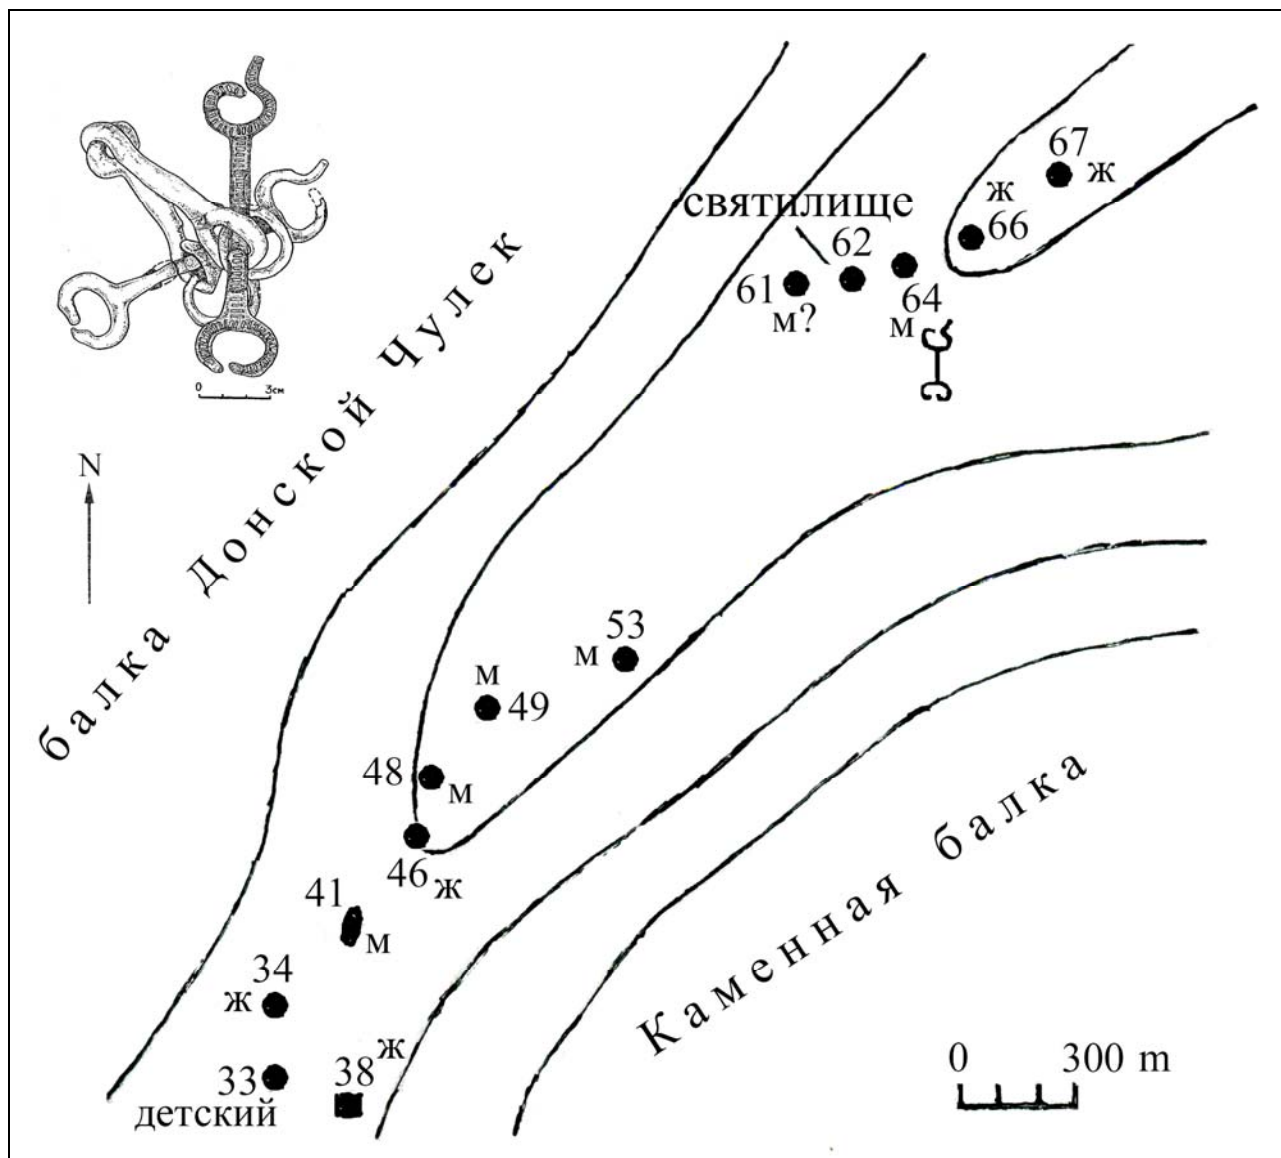 67
ж
ж
66
святилище
62
61
м?
64
м
0 3см
балка Донской Чулек
N
53
м
м
49
48
м
46 ж
41
м
34
ж
ж
38
33
детский
Каменная балка
0 300 m